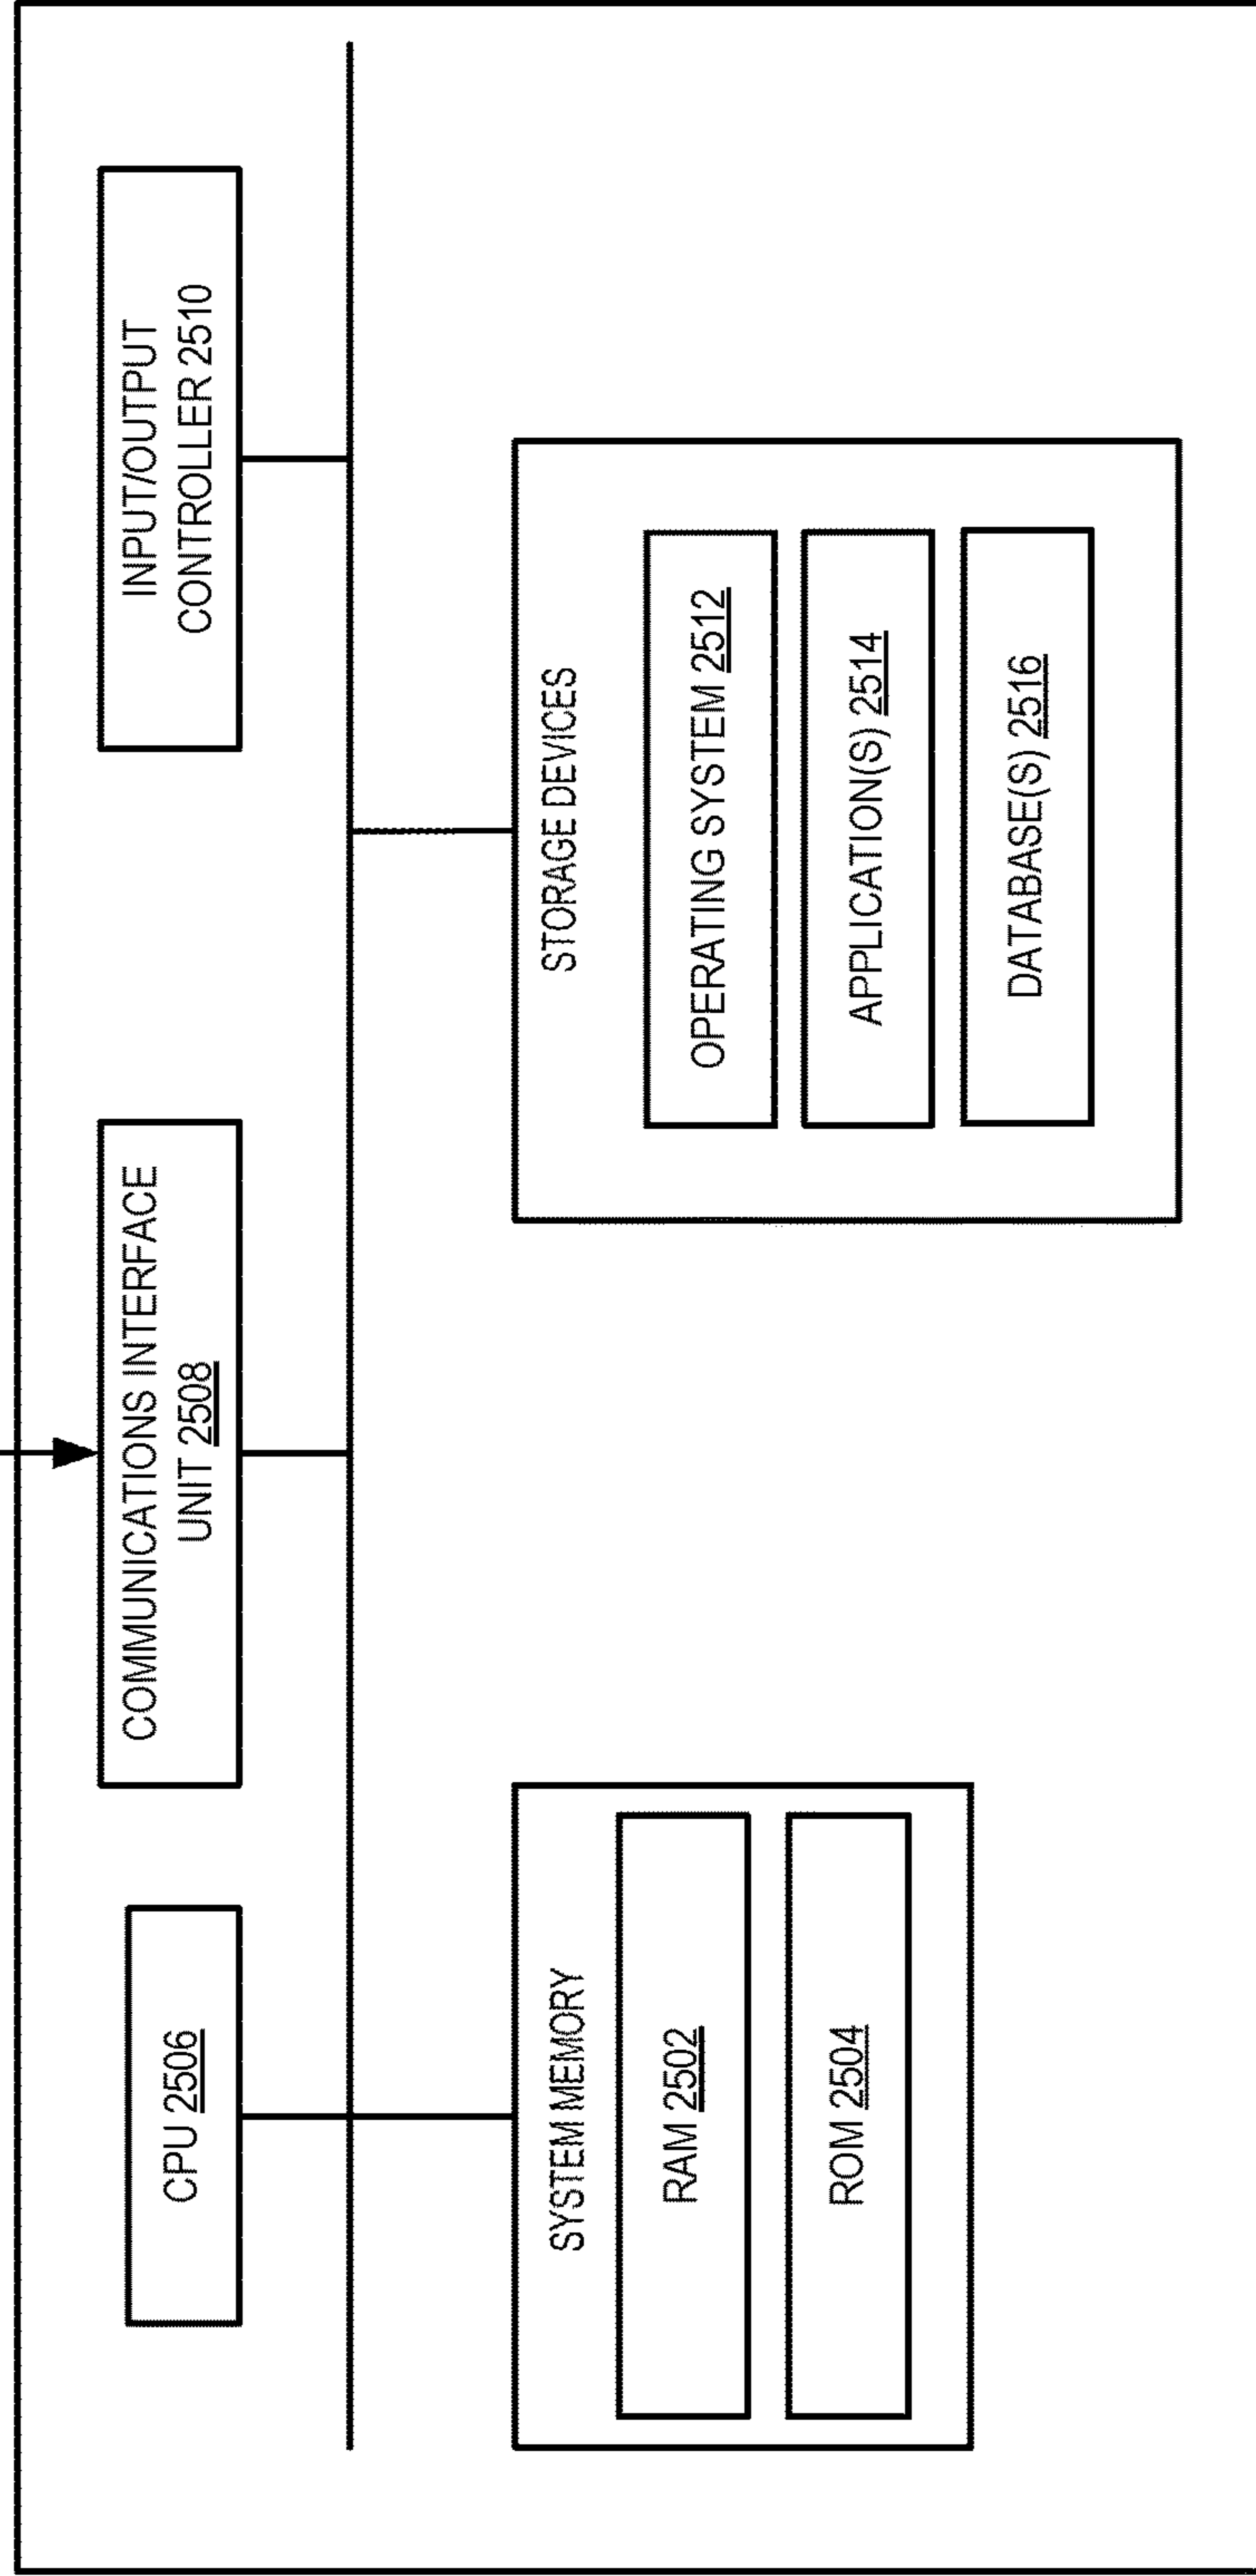 CPU 2506
COMMUNICATIONS INTERFACE
UNIT 2508
INPUT/OUTPUT
CONTROLLER 2510
SYSTEM MEMORY
RAM 2502
ROM 2504
STORAGE DEVICES
OPERATING SYSTEM 2512
APPLICATION(S) 2514
DATABASE(S) 2516